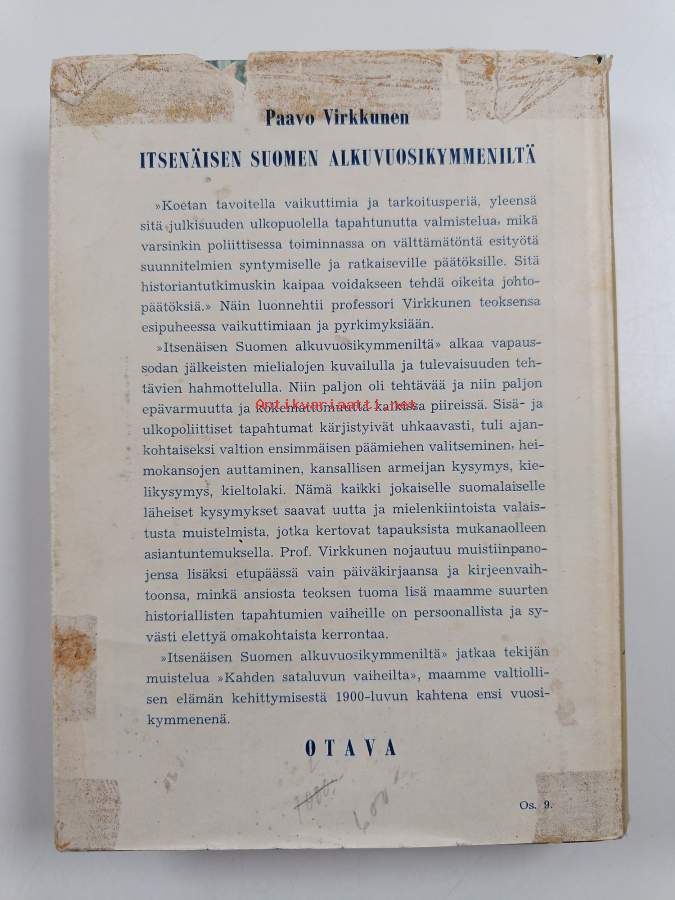 Paavo Virkkunen
ITSENÄISEN SUOMEN ALKUVUOSIKYMMENILTÄ
»Koetan tavoitella vaikuttimia ja tarkoitusperiä, yleensä
sitä julkisuuden ulkopuolella tapahtunutta valmistelua, mikä
varsinkin poliittisessa toiminnassa on välttämätöntä esityötä
suunnitelmien syntymiselle ja ratkaiseville päätöksille. Sitä
historiantutkimuskin kaipaa voidakseen tehdä oikeita johto-
päätöksiä.» Näin luonnehtii professori Virkkunen teoksensa
esipuheessa vaikuttimiaan ja pyrkimyksiään.
»Itsenäisen Suomen alkuvuosikymmeniltä» alkaa vapaus-
sodan jälkeisten mielialojen kuvailulla ja tulevaisuuden teh-
tävien hahmottelulla. Niin paljon oli tehtävää ja niin paljon
epävarmuutta ja kokemattomuutta kaikissa piireissä. Sisä- ja
Antikvariaatti.net
ulkopoliittiset tapahtumat kärjistyivät uhkaavasti, tuli ajan-
kohtaiseksi valtion ensimmäisen päämiehen valitseminen, hei-
mokansojen auttaminen, kansallisen armeijan kysymys, kie-
likysymys, kieltolaki. Nämä kaikki jokaiselle suomalaiselle
läheiset kysymykset saavat uutta ja mielenkiintoista valais-
tusta muistelmista, jotka kertovat tapauksista mukanaolleen
asiantuntemuksella. Prof. Virkkunen nojautuu muistiinpano-
jensa lisäksi etupäässä vain päiväkirjaansa ja kirjeenvaih-
toonsa, minkä ansiosta teoksen tuoma lisä maamme suurten
historiallisten tapahtumien vaiheille on persoonallista ja sy-
västi elettyä omakohtaista kerrontaa.
»Itsenäisen Suomen alkuvuosikymmeniltä» jatkaa tekijän
muistelua »Kahden sataluvun vaiheilta», maamme valtiolli-
sen elämän kehittymisestä 1900-luvun kahtena ensi vuosi-
kymmenenä.
OTAVA
1000
600
Os. 9.